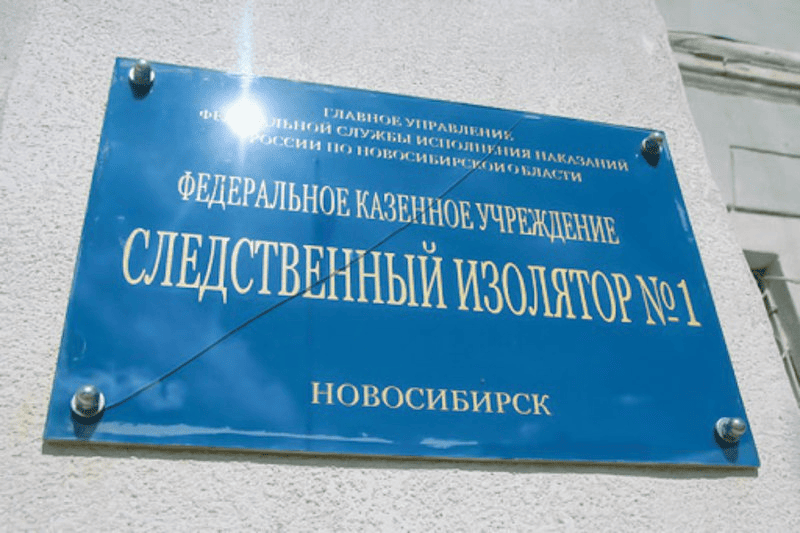 ГЛАВНОЕ УПРАВЛЕНИЕ
ФЕДЕРАЛЬНОЙ СЛУЖБЫ ИСПОЛНЕНИЯ НАКАЗАНИЙ
РОССИИ ПО НОВОСИБИРСКОЙ ОБЛАСТИ
ФЕДЕРАЛЬНОЕ КАЗЕННОЕ УЧРЕЖДЕНИЕ
СЛЕДСТВЕННЫЙ ИЗОЛЯТОР №1
НОВОСИБИРСК